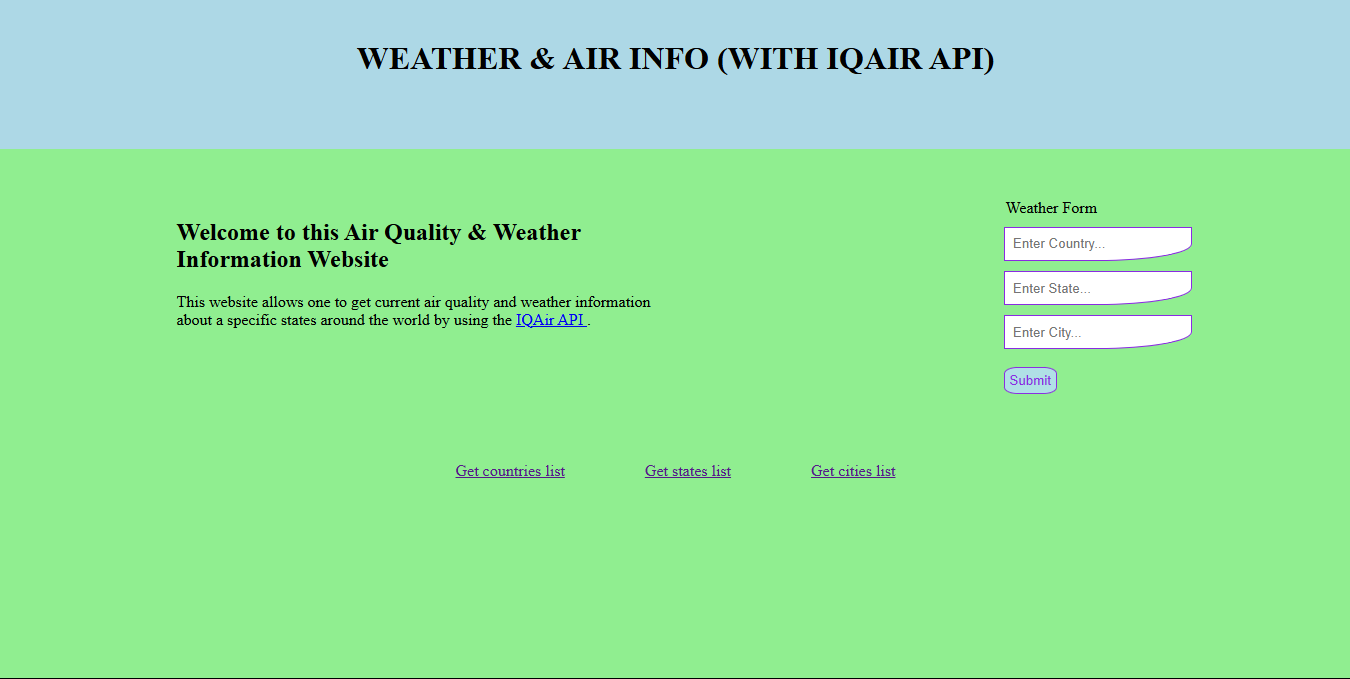 WEATHER & AIR INFO (WITH IQAIR API)
Welcome to this Air Quality & Weather
Information Website
This website allows one to get current air quality and weather information
about a specific states around the world by using the IQAir API .
Weather Form
Enter Country...
Enter State...
Enter City...
Submit
Get countries list
Get states list
Get cities list